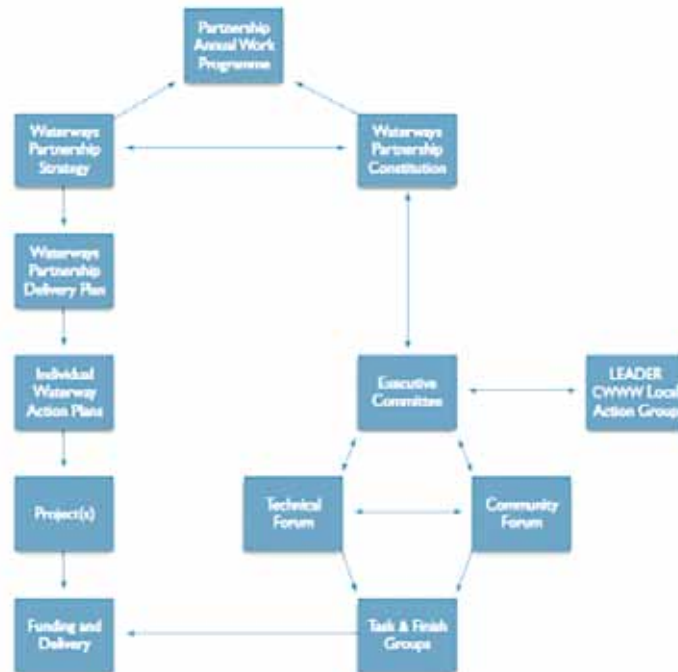 Partnership
Annual Work
Programme
Waterways
Partnership
Strategy
Waterways
Partnership
Constitution
Waterways
Partnership
Delivery Plan
Individual
Waterway
Action Plans
Executive
Committee
LEADER
CWWW Local
Action Group
Project(s)
Technical
Forum
Community
Forum
Funding and
Delivery
Task & Finish
Groups